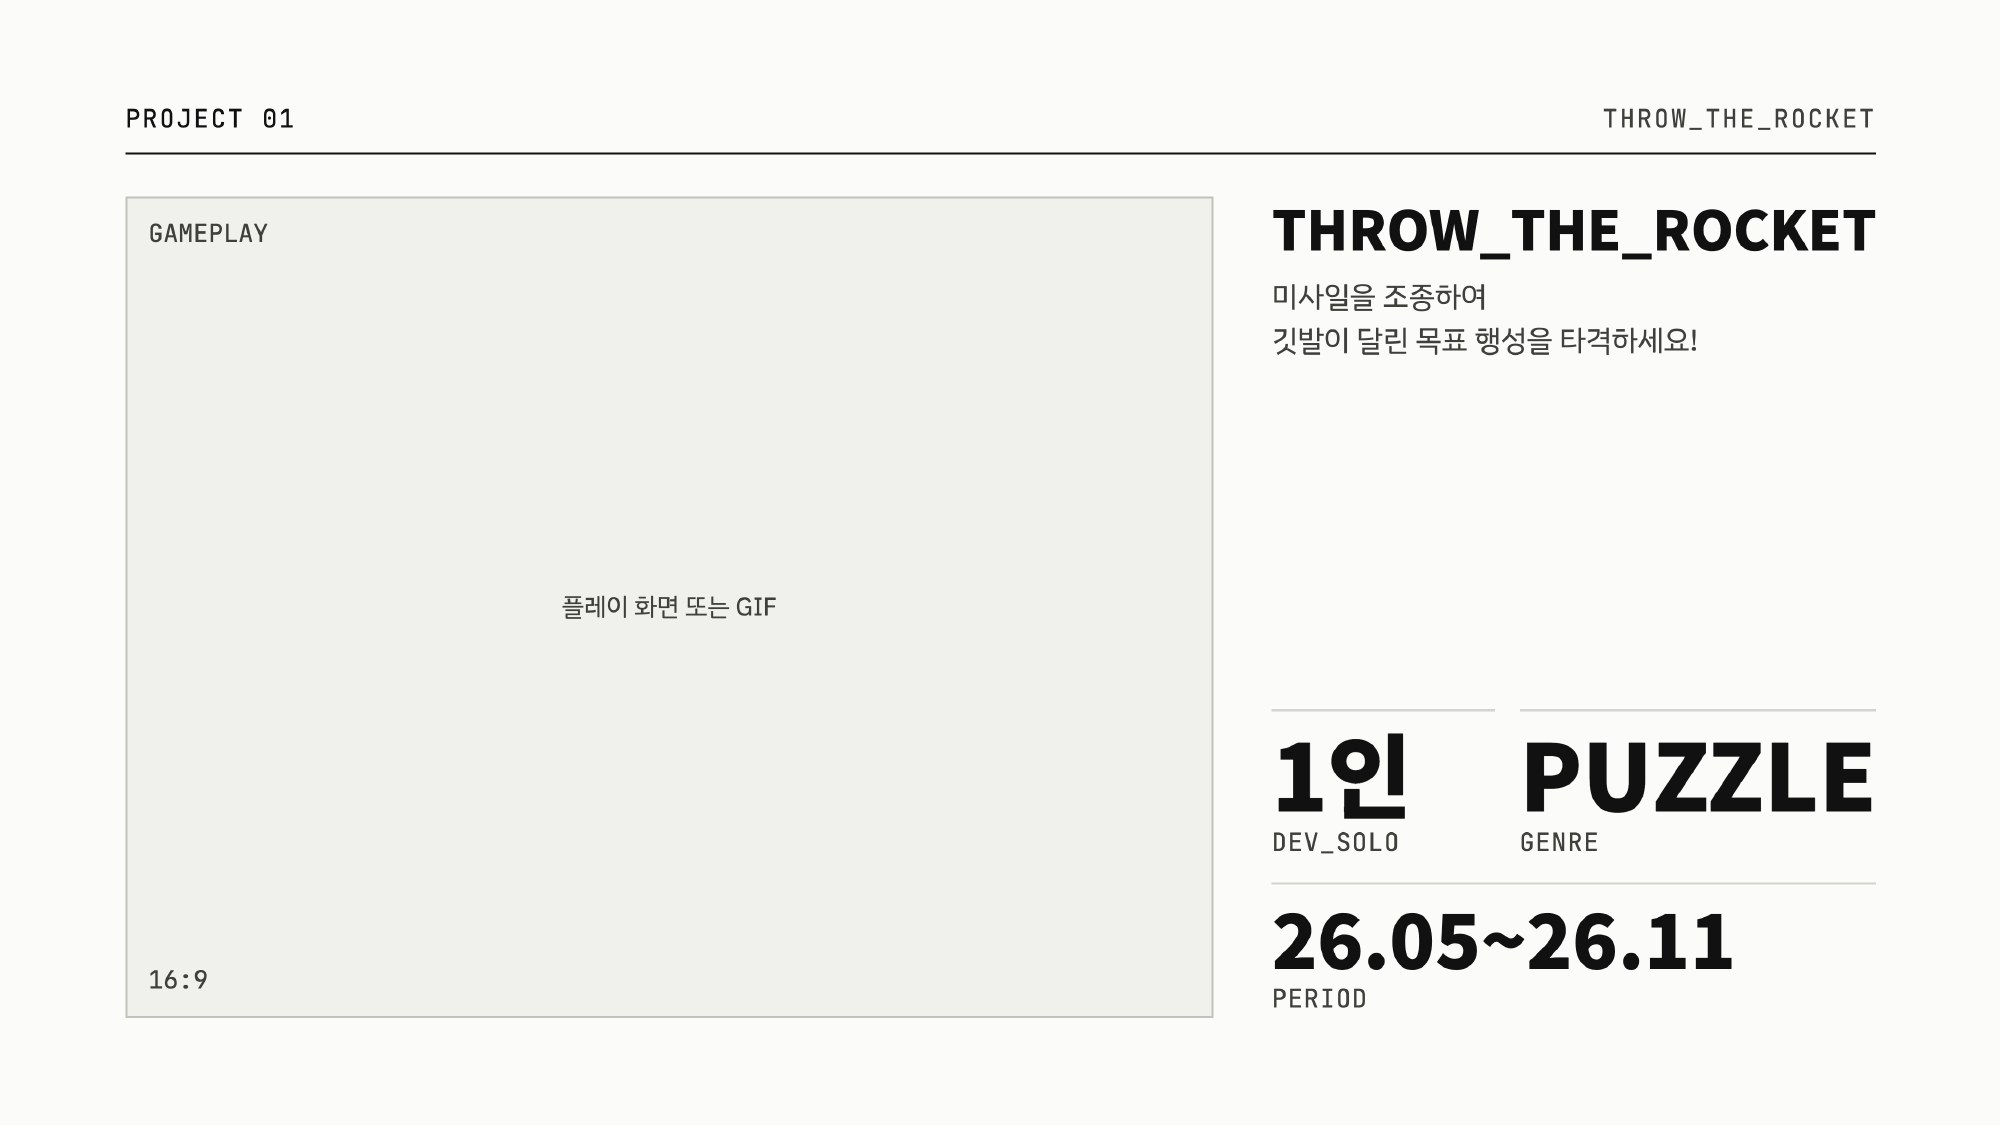 PROJECT 01
THROW_THE_ROCKET
GAMEPLAY
플레이 화면 또는 GIF
16:9
THROW_THE_ROCKET
미사일을 조종하여
깃발이 달린 목표 행성을 타격하세요!
1인
DEV_SOLO
PUZZLE
GENRE
26.05~26.11
PERIOD